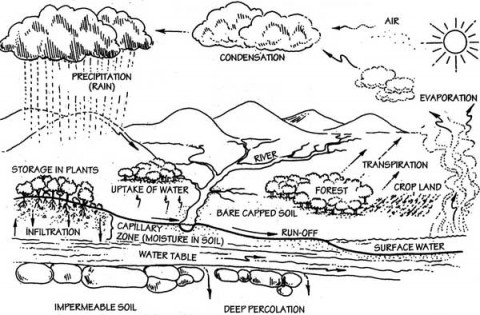 AIR
CONDENSATION
PRECIPITATION
(RAIN)
EVAPORATION
RIVER
TRANSPIRATION
STORAGE IN PLANTS
UPTAKE OF WATER
FOREST
CROP LAND
BARE CAPPED SOIL
INFILTRATION
CAPILLARY
ZONE (MOISTURE IN SOIL)
RUN-OFF
SURFACE WATER
WATER TABLE
IMPERMEABLE SOIL
DEEP PERCOLATION